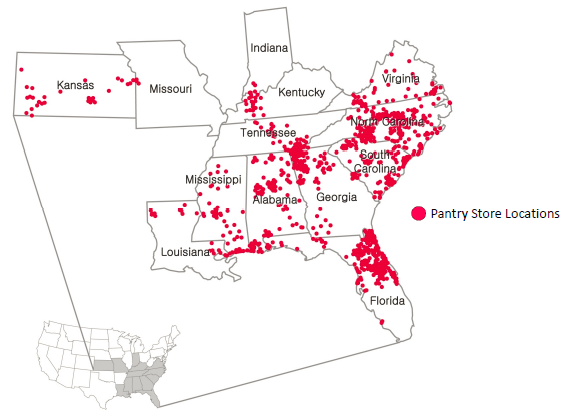 Indiana
Virginia
Kansas
Missouri
Kentucky
North Carolina
Tennessee
South
Carolina
Mississippi
Alabama
Georgia
Pantry Store Locations
Louisiana
Florida